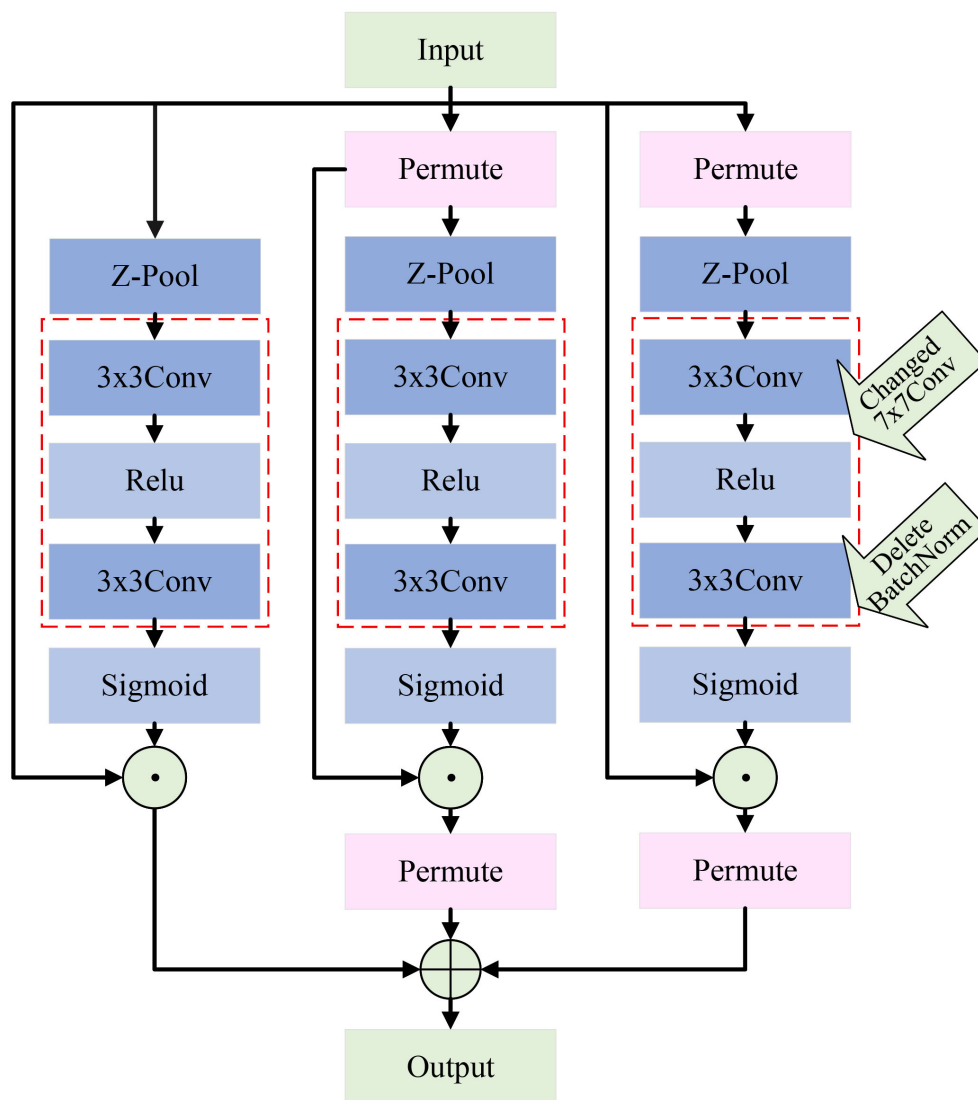 Input
Permute
Permute
Z-Pool
Z-Pool
Z-Pool
3x3Conv
3x3Conv
3x3Conv
Changed
7x7Conv
Relu
Relu
Relu
3x3Conv
3x3Conv
3x3Conv
Delete
BatchNorm
Sigmoid
Sigmoid
Sigmoid
Permute
Permute
Output